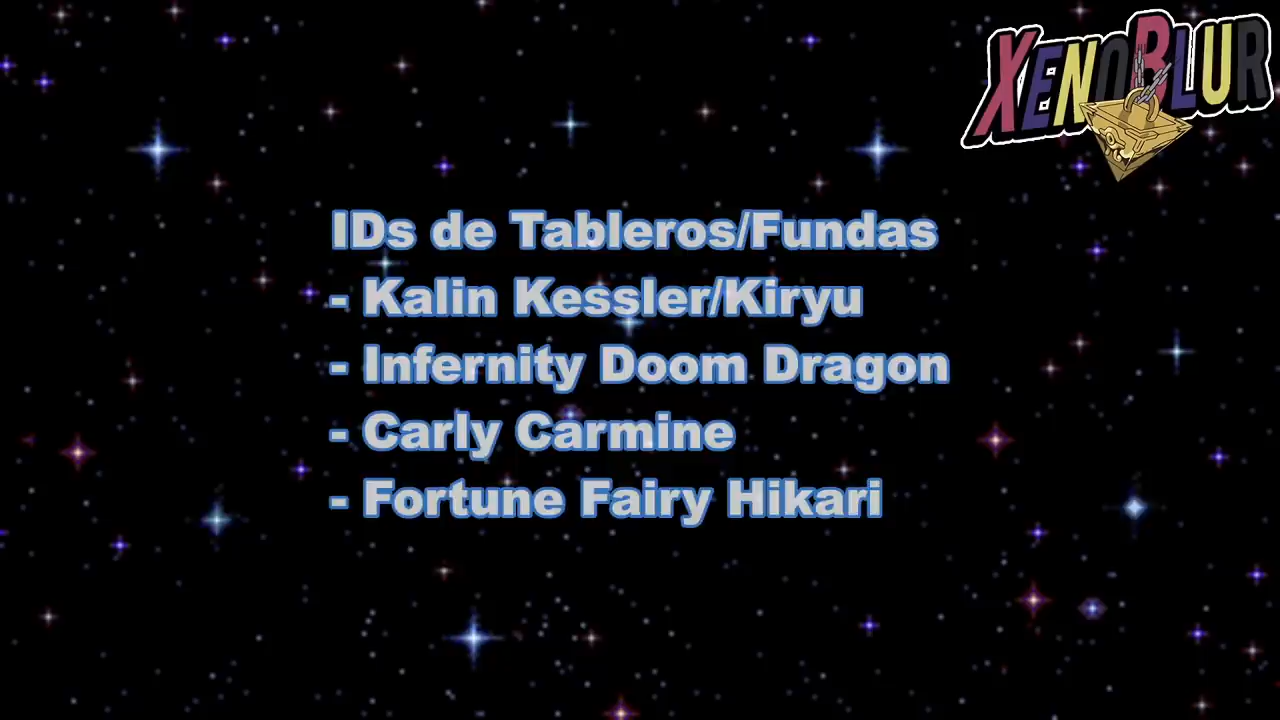 XENOBLUR
IDs de Tableros/Fundas
- Kalin Kessler/Kiryu
- Infernity Doom Dragon
- Carly Carmine
- Fortune Fairy Hikari